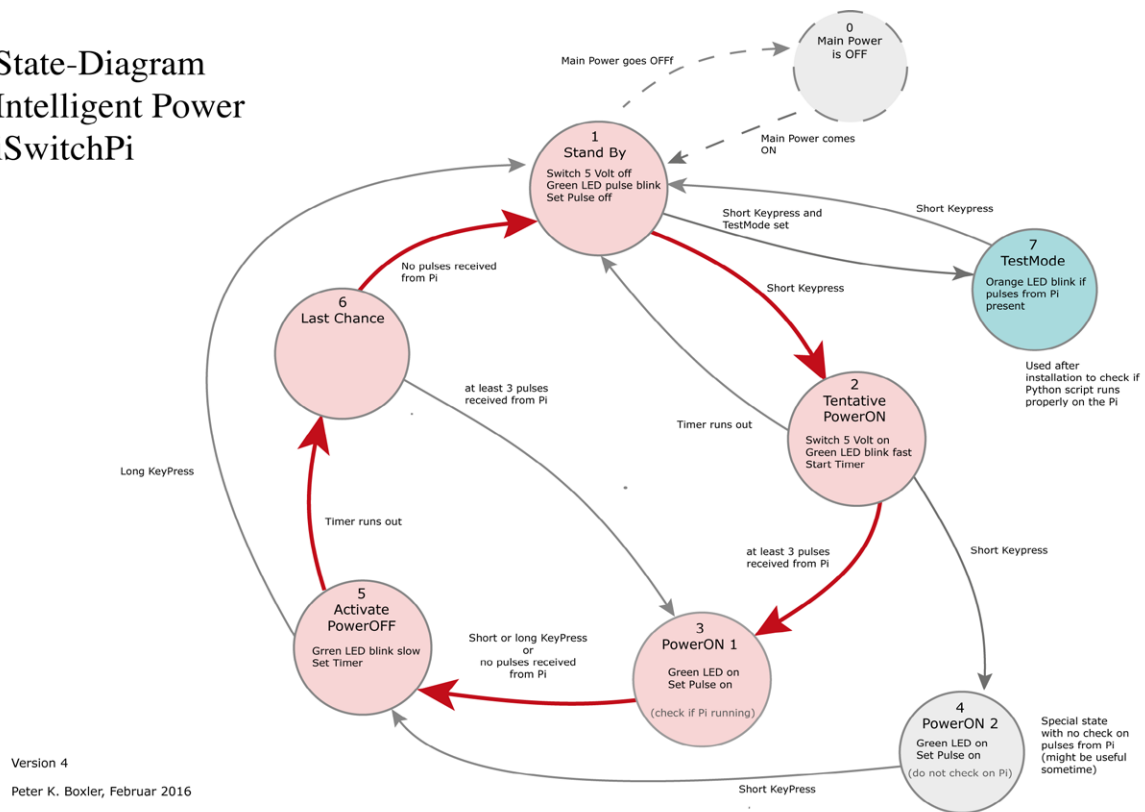 State-Diagram
Intelligent Power
iSwitchPi
0
Main Power
is OFF
Main Power goes OFFf
Main Power comes
ON
1
Stand By
Switch 5 Volt off
Green LED pulse blink
Set Pulse off
Short Keypress
Short Keypress and
TestMode set
7
TestMode
Orange LED blink if
pulses from Pi
present
Used after
installation to check if
Python script runs
properly on the Pi
No pulses received
from Pi
Short Keypress
6
Last Chance
at least 3 pulses
received from Pi
Timer runs out
2
Tentative
PowerON
Switch 5 Volt on
Green LED blink fast
Start Timer
Long KeyPress
Timer runs out
at least 3 pulses
received from Pi
Short Keypress
5
Activate
PowerOFF
Grren LED blink slow
Set Timer
Short or long KeyPress
or
no pulses received
from Pi
3
PowerON 1
Green LED on
Set Pulse on
(check if Pi running)
4
PowerON 2
Green LED on
Set Pulse on
(do not check on Pi)
Special state
with no check on
pulses from Pi
(might be useful
sometime)
Short KeyPress
Version 4
Peter K. Boxler, Februar 2016